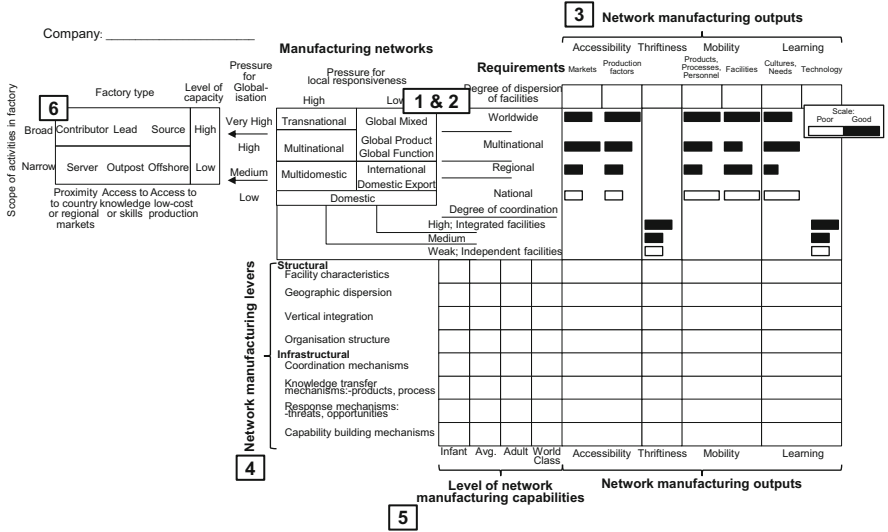 3
Network manufacturing outputs
Company: ____________________
Manufacturing networks
Accessibility Thriftiness Mobility Learning
Requirements
Markets
Production
factors
Products,
Processes,
Personnel
Facilities
Cultures,
Needs
Technology
Pressure
for
Global-
isation
Pressure for
local responsiveness
High
Low
1 & 2
Degree of dispersion
of facilities
Scale:
Poor Good
6
Factory type
Level of
capacity
Scope of activities in factory
Broad
Contributor Lead Source High
Narrow
Server Outpost Offshore Low
Proximity
to country
or regional
markets
Access to
knowledge
or skills
Access to
low-cost
production
Very High
High
Medium
Low
Transnational
Global Mixed
Multinational
Global Product
Global Function
Multidomestic
International
Domestic Export
Domestic
Worldwide
Multinational
Regional
National
Degree of coordination
High; Integrated facilities
Medium
Weak; Independent facilities
Network manufacturing levers
4
Structural
Facility characteristics
Geographic dispersion
Vertical integration
Organisation structure
Infrastructural
Coordination mechanisms
Knowledge transfer
mechanisms:-products, process
Response mechanisms:
-threats, opportunities
Capability building mechanisms
Infant Avg. Adult World
Class
Accessibility Thriftiness Mobility Learning
Level of network
manufacturing capabilities
Network manufacturing outputs
5